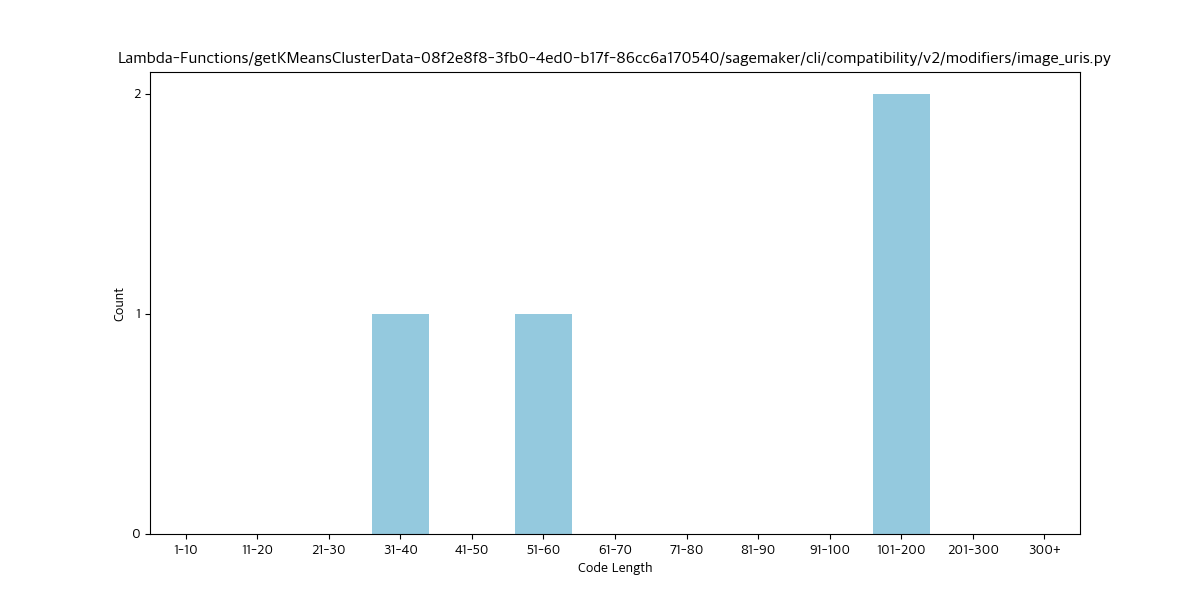 Lambda-Functions/getKMeansClusterData-08f2e8f8-3fb0-4ed0-b17f-86cc6a170540/sagemaker/cli/compatibility/v2/modifiers/image_uris.py
2
1
0
Count
1-10 11-20 21-30 31-40 41-50 51-60 61-70 71-80 81-90 91-100 101-200 201-300 300+
Code Length